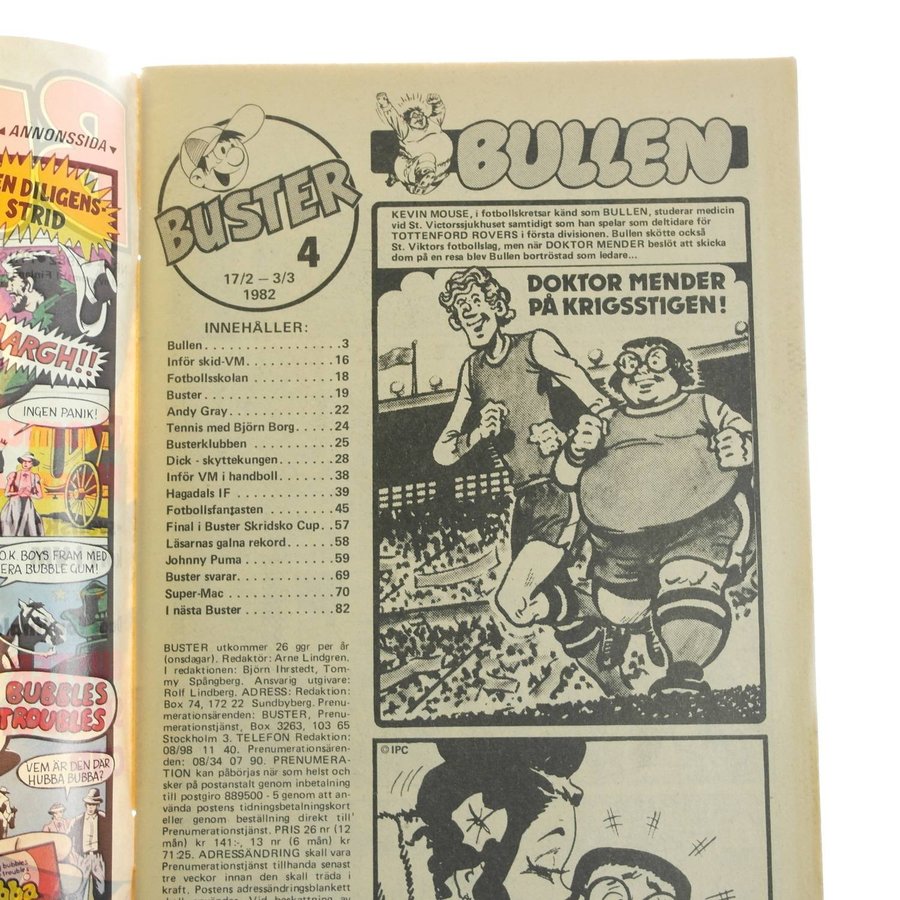 ◄ ANNONSSIDA ▼
EN DILIGENS-
STRID
ARGH!!
INGEN PANIK!
O.K BOYS FRAM MED
ERA BUBBLE GUM!
BUBBLES
TROUBLES
VEM ÄR DEN DAR
HUBBA BUBBA?
bubbles
troubles
bba
BUSTER
4
17/2 – 3/3
1982
INNEHÅLLER:
Bullen . . . . . . . . . . . . . . . . . . . .3
Inför skid-VM . . . . . . . . . . . . . .16
Fotbollsskolan . . . . . . . . . . . . .18
Buster . . . . . . . . . . . . . . . . . . .19
Andy Gray . . . . . . . . . . . . . . . .22
Tennis med Björn Borg . . . . . .24
Busterklubben . . . . . . . . . . . . .25
Dick - skyttekungen . . . . . . . .28
Inför VM i handboll . . . . . . . . .38
Hagadals IF . . . . . . . . . . . . . . .39
Fotbollsfantasten . . . . . . . . . .45
Final i Buster Skridsko Cup . .57
Läsarnas galna rekord . . . . . . .58
Johnny Puma . . . . . . . . . . . . . .59
Buster svarar . . . . . . . . . . . . . .69
Super-Mac . . . . . . . . . . . . . . . .70
I nästa Buster . . . . . . . . . . . . .82
BUSTER utkommer 26 ggr per år
(onsdagar). Redaktör: Arne Lindgren.
I redaktionen: Björn Ihrstedt, Tom-
my Spångberg. Ansvarig utgivare:
Rolf Lindberg. ADRESS: Redaktion:
Box 74, 172 22 Sundbyberg. Prenu-
merationsärenden: BUSTER, Prenu-
merationstjänst, Box 3263, 103 65
Stockholm 3. TELEFON Redaktion:
08/98 11 40. Prenumerationsären-
den: 08/34 07 90. PRENUMERA-
TION kan påbörjas när som helst och
sker på postanstalt genom inbetalning
till postgiro 889500 - 5 genom att an-
vända postens tidningsbetalningskort
eller genom beställning direkt till
Prenumerationstjänst. PRIS 26 nr (12
mån) kr 141:-, 13 nr (6 mån) kr
71:25. ADRESSÄNDRING skall vara
Prenumerationstjänst tillhanda senast
tre veckor innan den skall träda i
kraft. Postens adressändringsblankett
BULLEN
KEVIN MOUSE, i fotbollskretsar känd som BULLEN, studerar medicin
vid St. Victorssjukhuset samtidigt som han spelar som deltidare för
TOTTENFORD ROVERS i första divisionen. Bullen skötte också
St. Viktors fotbollslag, men när DOKTOR MENDER beslöt att skicka
dom på en resa blev Bullen bortröstad som ledare...
DOKTOR MENDER
PÅ KRIGSSTIGEN!
© IPC